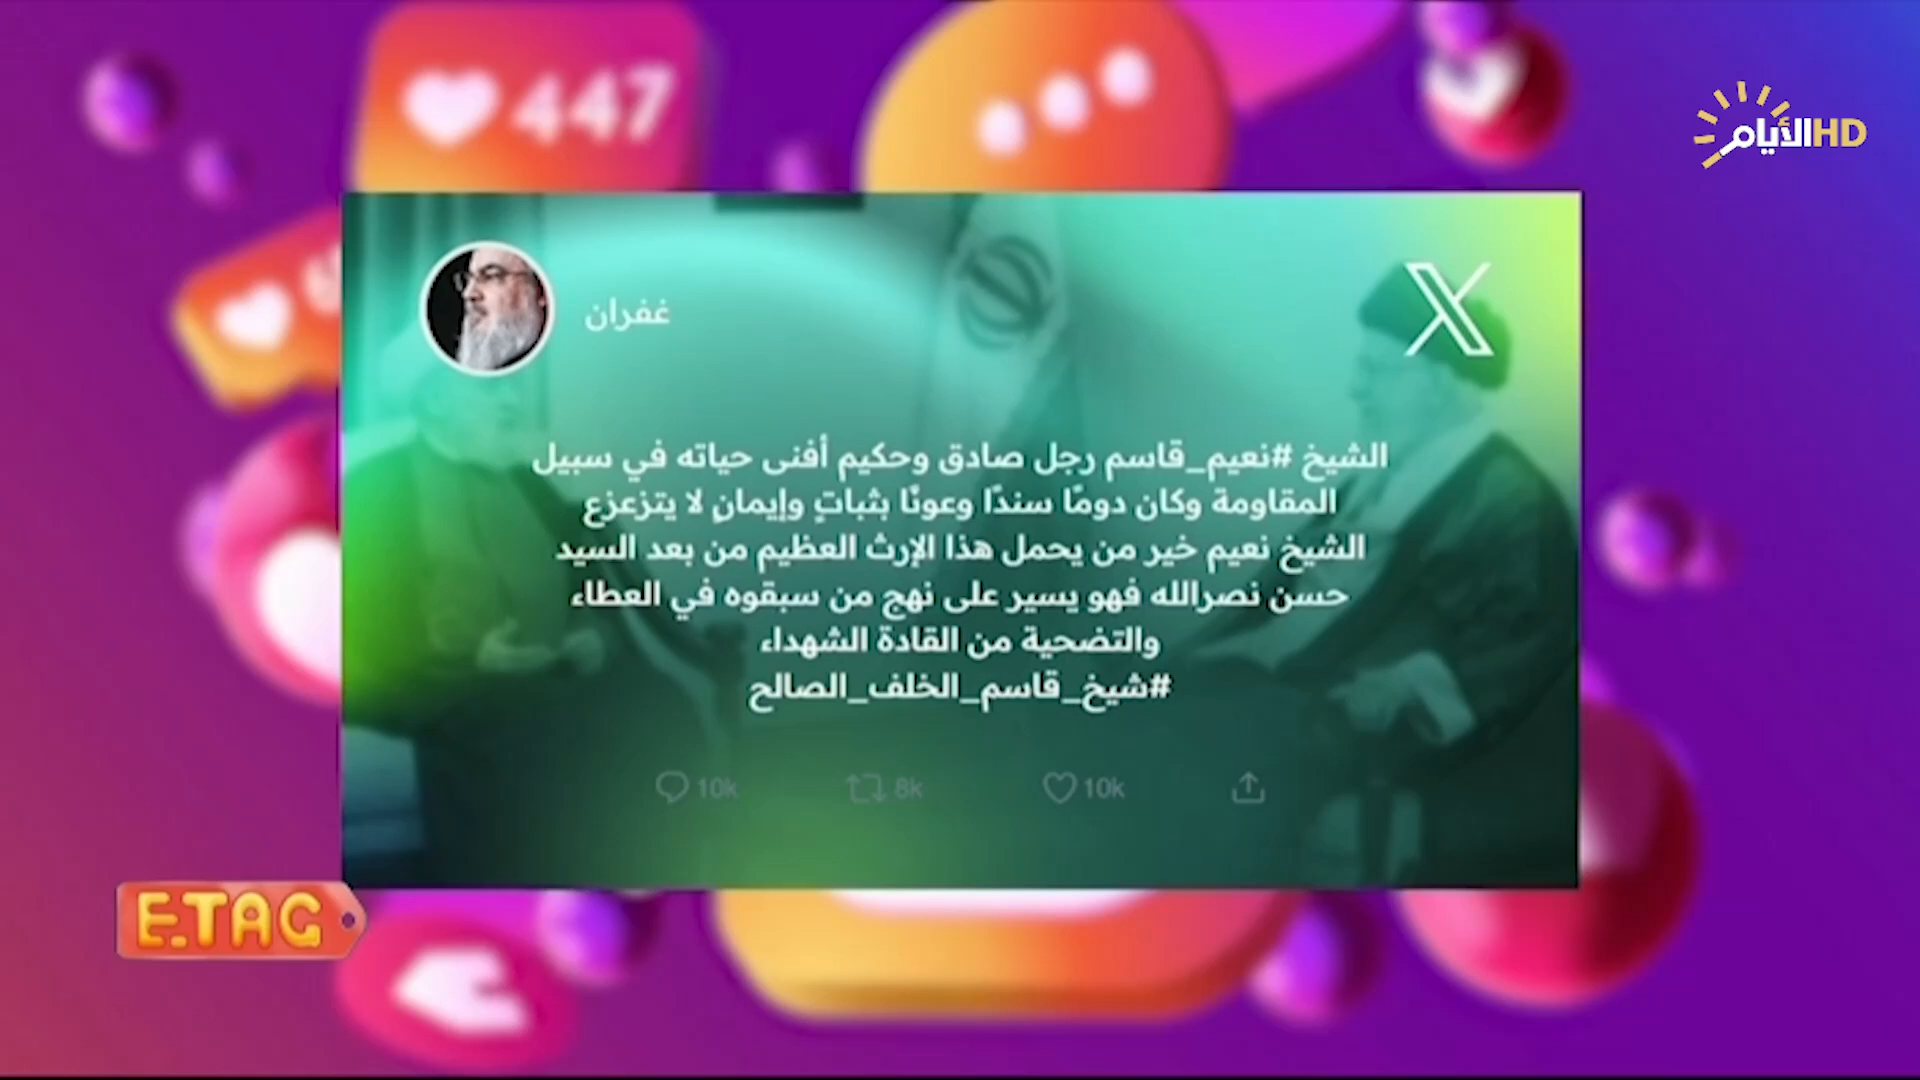 447
الأيام HD
غفران
الشيخ #نعيم_قاسم رجل صادق وحكيم أفنى حياته في سبيل
المقاومة وكان دومًا سندًا وعونًا بثباتٍ وإيمانٍ لا يتزعزع
الشيخ نعيم خير من يحمل هذا الإرث العظيم من بعد السيد
حسن نصرالله فهو يسير على نهج من سبقوه في العطاء
والتضحية من القادة الشهداء
#شيخ_قاسم_الخلف_الصالح
10k 8k 10k
E.TAG